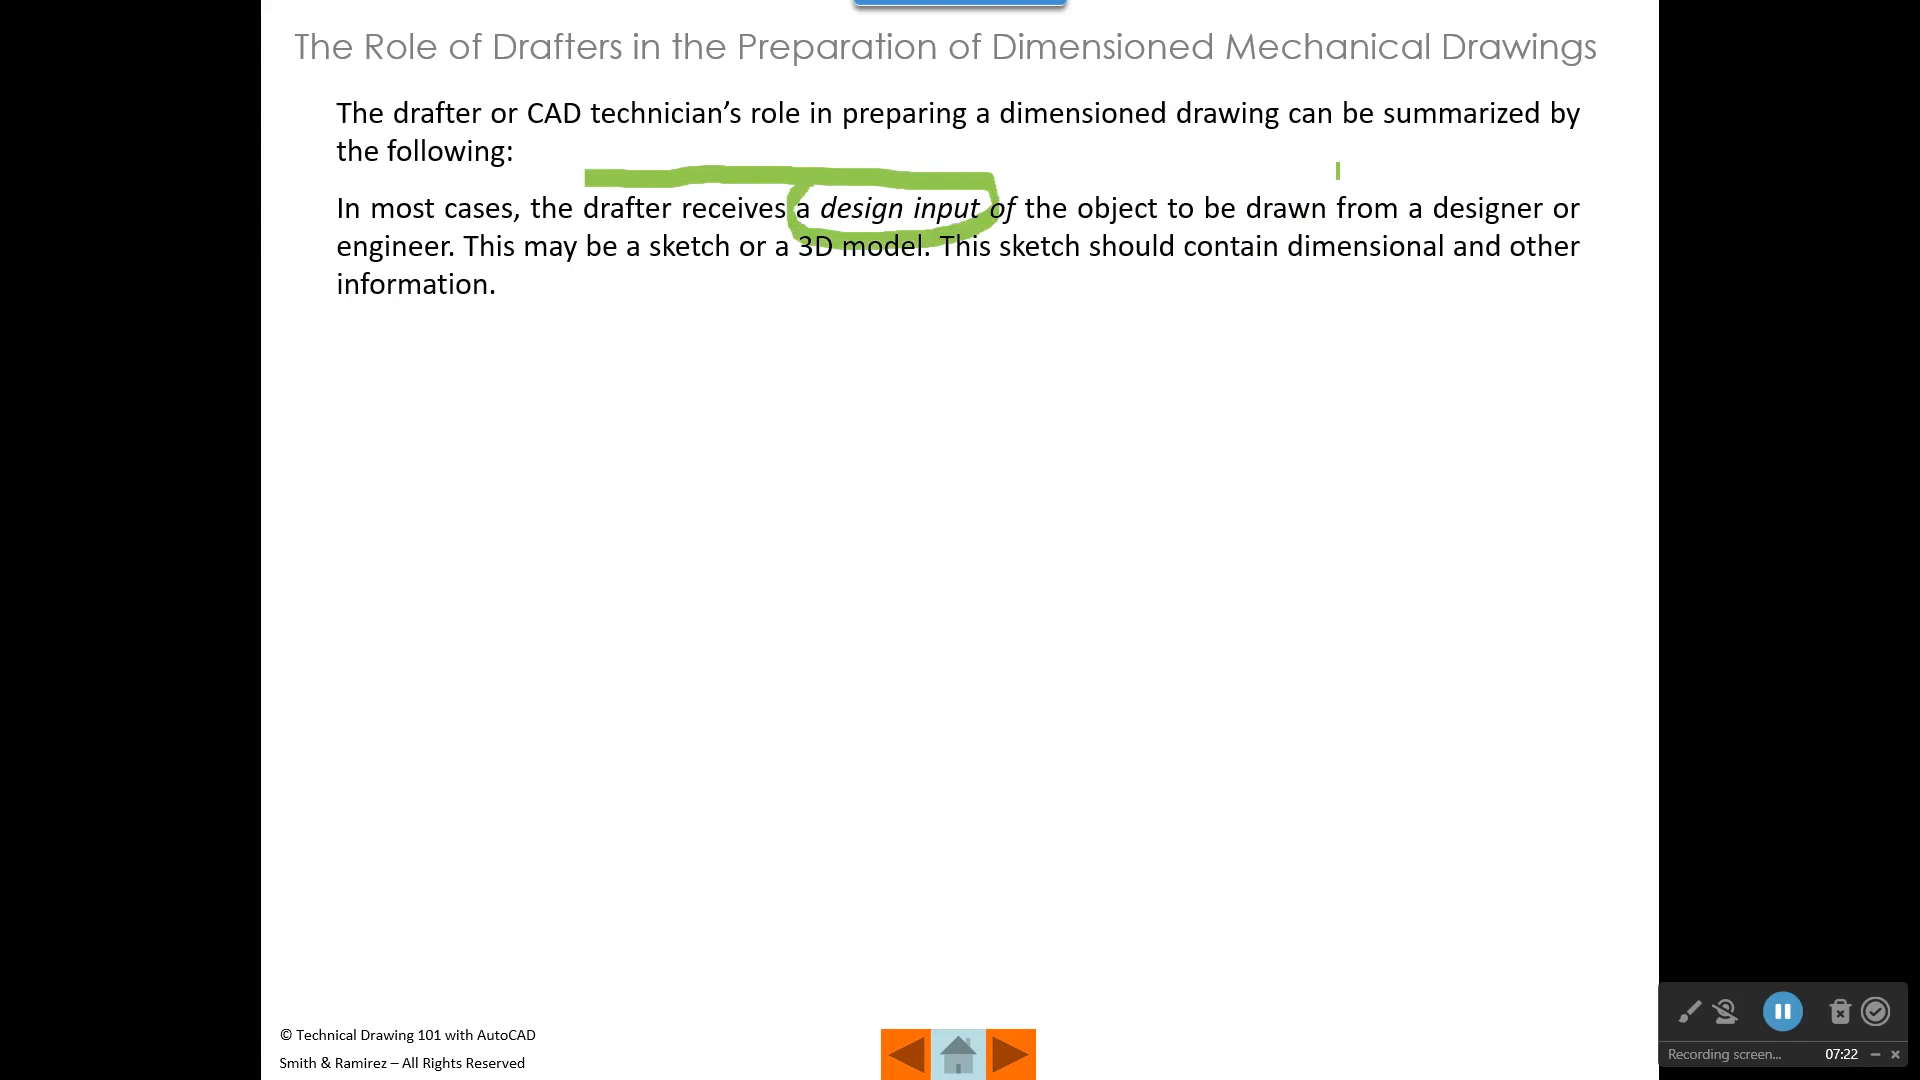 The Role of Drafters in the Preparation of Dimensioned Mechanical Drawings
The drafter or CAD technician’s role in preparing a dimensioned drawing can be summarized by
the following:
In most cases, the drafter receives a design input of the object to be drawn from a designer or
engineer. This may be a sketch or a 3D model. This sketch should contain dimensional and other
information.
© Technical Drawing 101 with AutoCAD
Smith & Ramirez – All Rights Reserved
Recording screen... 07:22